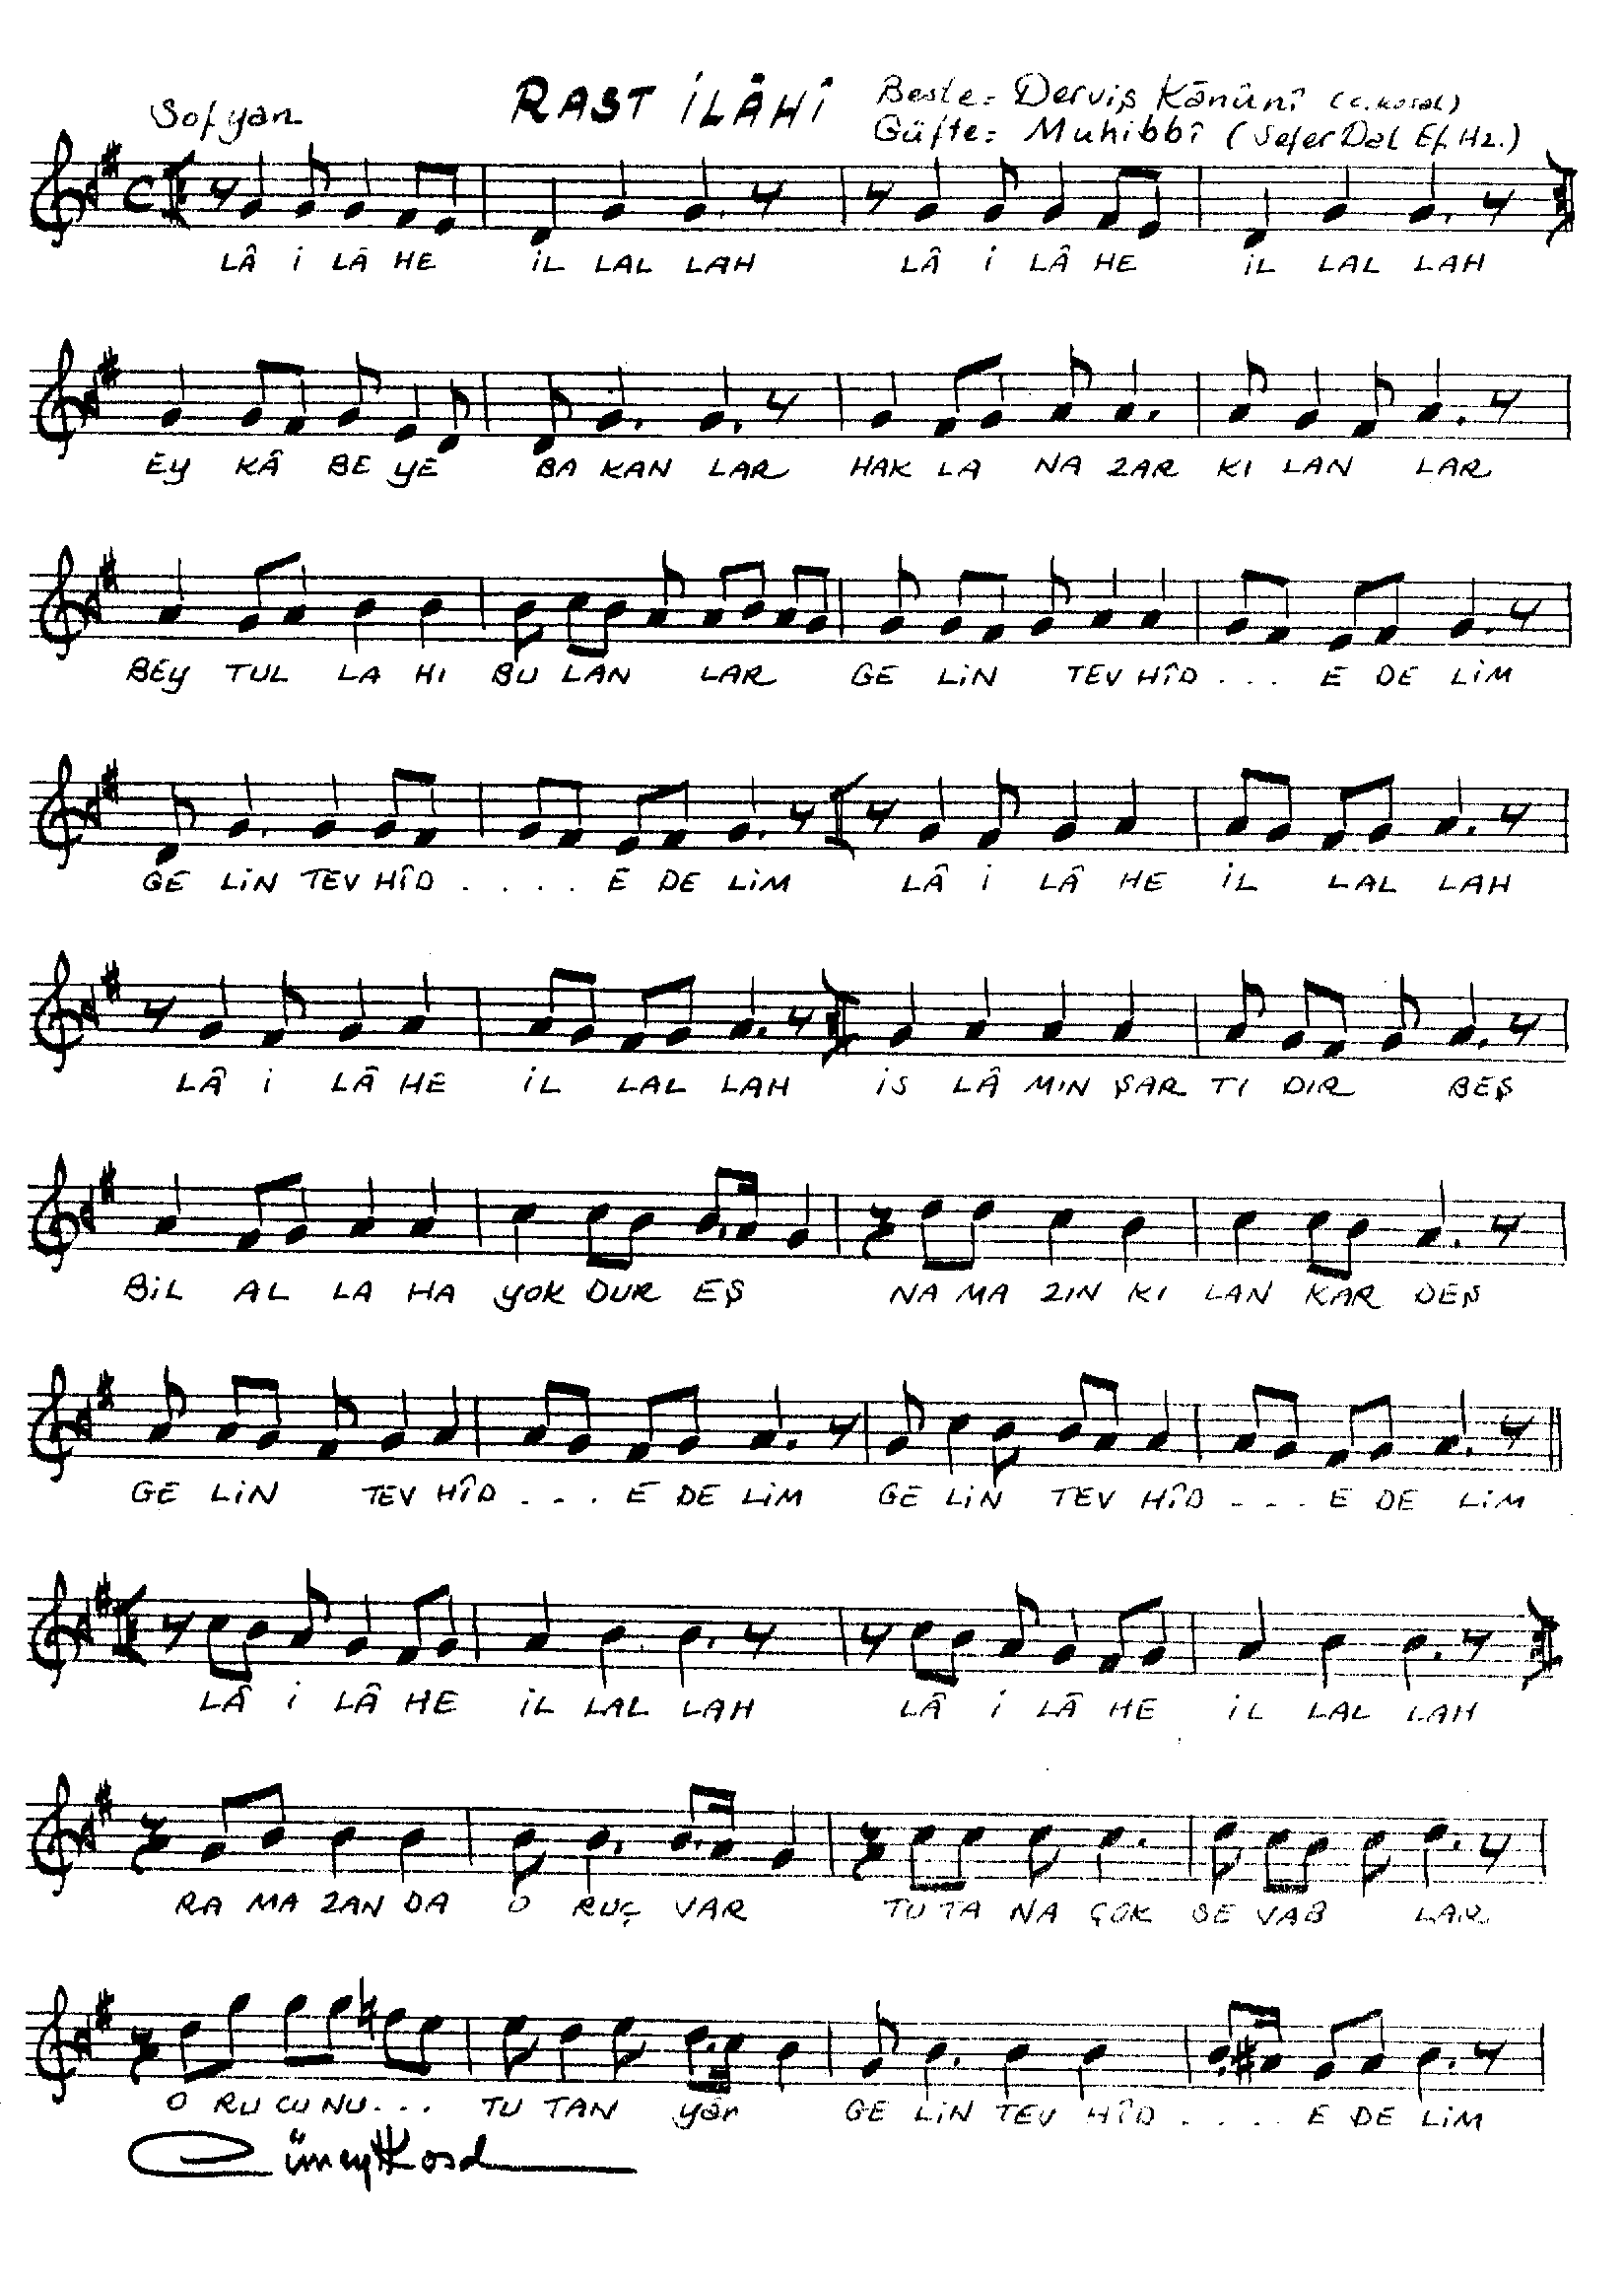 Sofyan
RAST İLÂHÎ
Beste= Derviş Kânûnî (C. Kosal)
Güfte= Muhibbî (Sefer Dal Ef. Hz.)
LÂ İ LÂ HE İL LAL LAH LÂ İ LÂ HE İL LAL LAH
EY KÂ BE YE BA KAN LAR HAK LA NA ZAR KI LAN LAR
BEY TUL LA HI BU LAN LAR GE LİN TEV HÎD . . . E DE LİM
GE LİN TEV HÎD . . . . E DE LİM LÂ İ LÂ HE İL LAL LAH
LÂ İ LÂ HE İL LAL LAH İS LÂ MIN ŞAR TI DIR BEŞ
BİL AL LA HA YOK DUR EŞ NA MA ZIN KI LAN KAR DEŞ
GE LİN TEV HÎD . . . E DE LİM GE LİN TEV HÎD . . . E DE LİM
LÂ İ LÂ HE İL LAL LAH LÂ İ LÂ HE İL LAL LAH
RA MA ZAN DA O RUÇ VAR TU TA NA ÇOK SE VAB LAR
O RU CU NU . . . TU TAN YÂR GE LİN TEV HÎD . . . . E DE LİM
Cüneyt Kosal